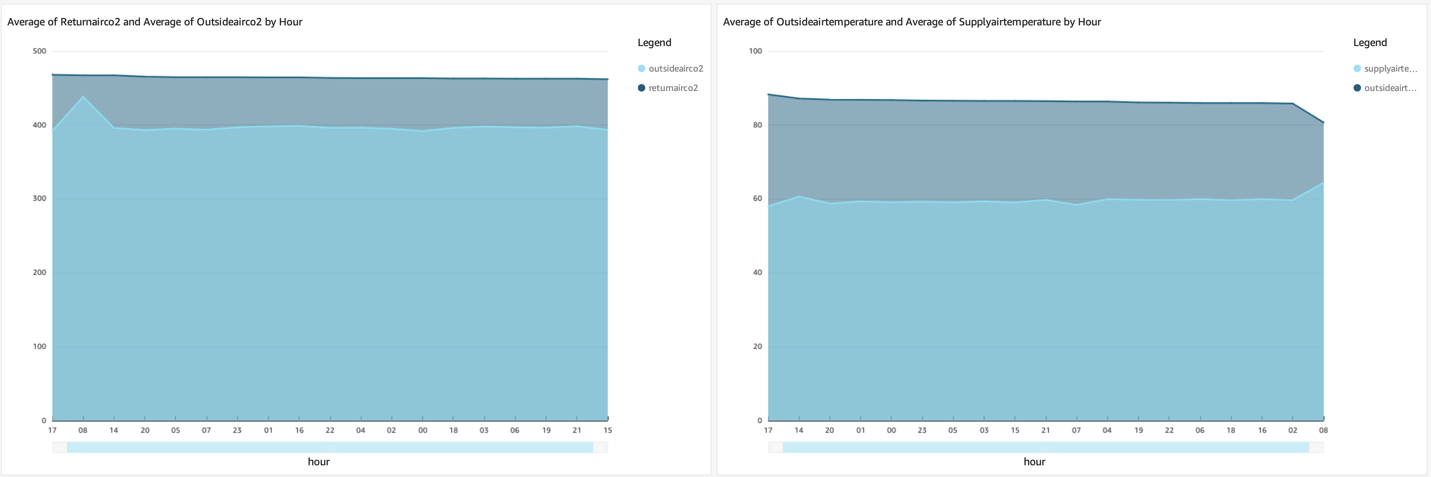 Average of Returnairco2 and Average of Outsideairco2 by Hour
Legend
outsideairco2
returnairco2
500
400
300
200
100
0
17 08 14 20 05 07 23 01 16 22 04 02 00 18 03 06 19 21 15
hour
Average of Outsideairtemperature and Average of Supplyairtemperature by Hour
Legend
supplyairte...
outsideairt...
100
80
60
40
20
0
17 14 20 01 00 23 05 03 15 21 07 04 19 22 06 18 16 02 08
hour